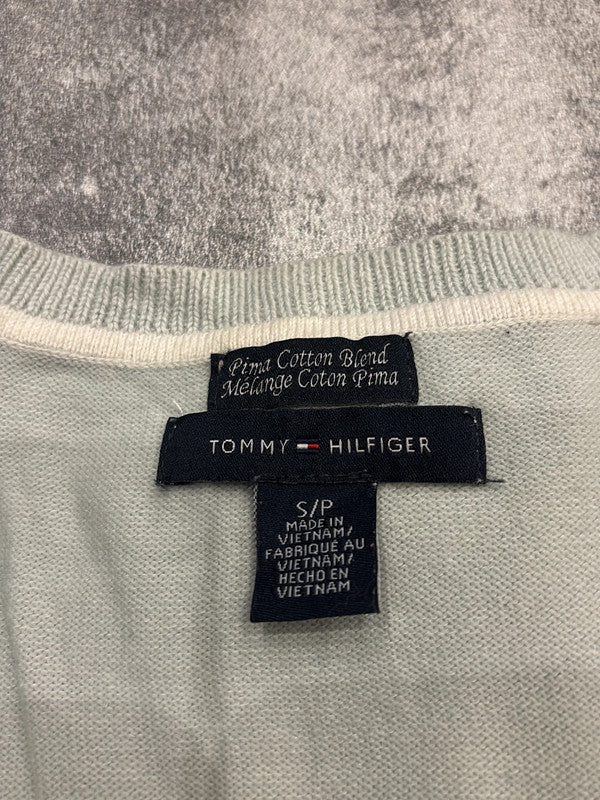 Pima Cotton Blend
Mélange Coton Pima
TOMMY HILFIGER
S/P
MADE IN
VIETNAM/
FABRIQUÉ AU
VIETNAM/
HECHO EN
VIETNAM